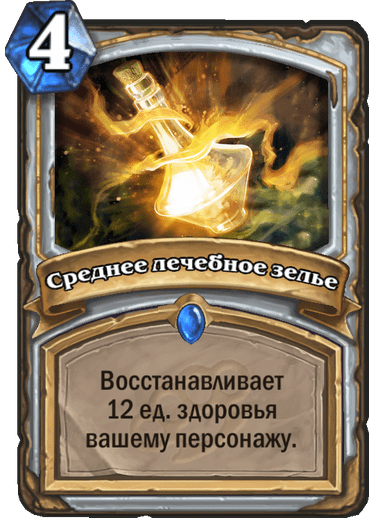 4
Среднее лечебное зелье
Восстанавливает
12 ед. здоровья
вашему персонажу.